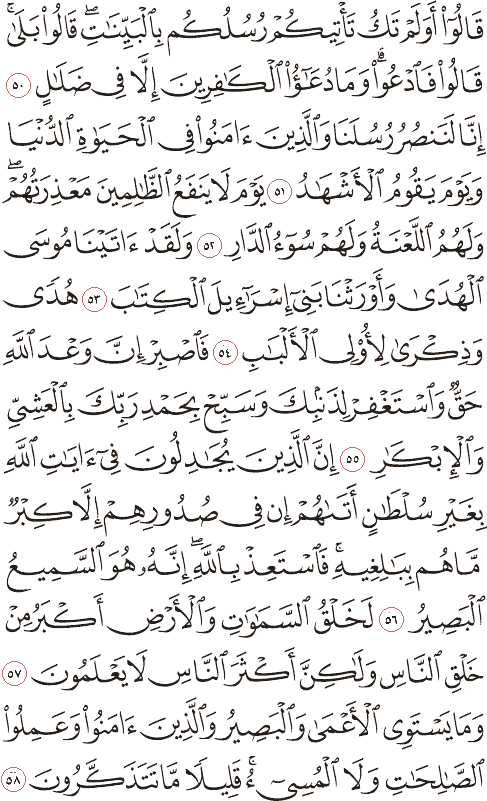 قَالُوٓا۟ أَوَلَمْ تَكُ تَأْتِيكُمْ رُسُلُكُم بِٱلْبَيِّنَـٰتِ ۖ قَالُوا۟ بَلَىٰ ۚ
قَالُوا۟ فَٱدْعُوا۟ ۗ وَمَا دُعَـٰٓؤُا۟ ٱلْكَـٰفِرِينَ إِلَّا فِى ضَلَـٰلٍ ٥٠
إِنَّا لَنَنصُرُ رُسُلَنَا وَٱلَّذِينَ ءَامَنُوا۟ فِى ٱلْحَيَوٰةِ ٱلدُّنْيَا
وَيَوْمَ يَقُومُ ٱلْأَشْهَـٰدُ ٥١ يَوْمَ لَا يَنفَعُ ٱلظَّـٰلِمِينَ مَعْذِرَتُهُمْ ۖ
وَلَهُمُ ٱللَّعْنَةُ وَلَهُمْ سُوٓءُ ٱلدَّارِ ٥٢ وَلَقَدْ ءَاتَيْنَا مُوسَى
ٱلْهُدَىٰ وَأَوْرَثْنَا بَنِىٓ إِسْرَٰٓءِيلَ ٱلْكِتَـٰبَ ٥٣ هُدًى
وَذِكْرَىٰ لِأُو۟لِى ٱلْأَلْبَـٰبِ ٥٤ فَٱصْبِرْ إِنَّ وَعْدَ ٱللَّهِ
حَقٌّ وَٱسْتَغْفِرْ لِذَنۢبِكَ وَسَبِّحْ بِحَمْدِ رَبِّكَ بِٱلْعَشِىِّ
وَٱلْإِبْكَـٰرِ ٥٥ إِنَّ ٱلَّذِينَ يُجَـٰدِلُونَ فِىٓ ءَايَـٰتِ ٱللَّهِ
بِغَيْرِ سُلْطَـٰنٍ أَتَىٰهُمْ إِن فِى صُدُورِهِمْ إِلَّا كِبْرٌ
مَّا هُم بِبَـٰلِغِيهِ ۚ فَٱسْتَعِذْ بِٱللَّهِ ۖ إِنَّهُۥ هُوَ ٱلسَّمِيعُ
ٱلْبَصِيرُ ٥٦ لَخَلْقُ ٱلسَّمَـٰوَٰتِ وَٱلْأَرْضِ أَكْبَرُ مِنْ
خَلْقِ ٱلنَّاسِ وَلَـٰكِنَّ أَكْثَرَ ٱلنَّاسِ لَا يَعْلَمُونَ ٥٧
وَمَا يَسْتَوِى ٱلْأَعْمَىٰ وَٱلْبَصِيرُ وَٱلَّذِينَ ءَامَنُوا۟ وَعَمِلُوا۟
ٱلصَّـٰلِحَـٰتِ وَلَا ٱلْمُسِىٓءُ ۚ قَلِيلًا مَّا تَتَذَكَّرُونَ ٥٨